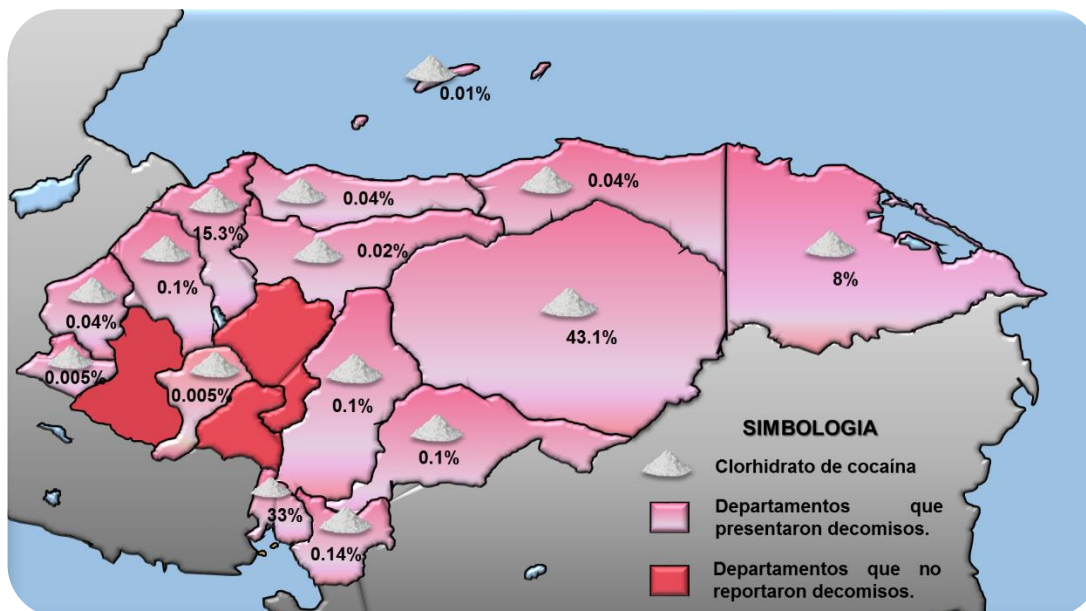 0.01%
0.04%
0.04%
15.3%
0.02%
8%
0.1%
0.04%
43.1%
0.005%
0.005%
0.1%
0.1%
33%
0.14%
SIMBOLOGIA
Clorhidrato de cocaína
Departamentos que
presentaron decomisos.
Departamentos que no
reportaron decomisos.